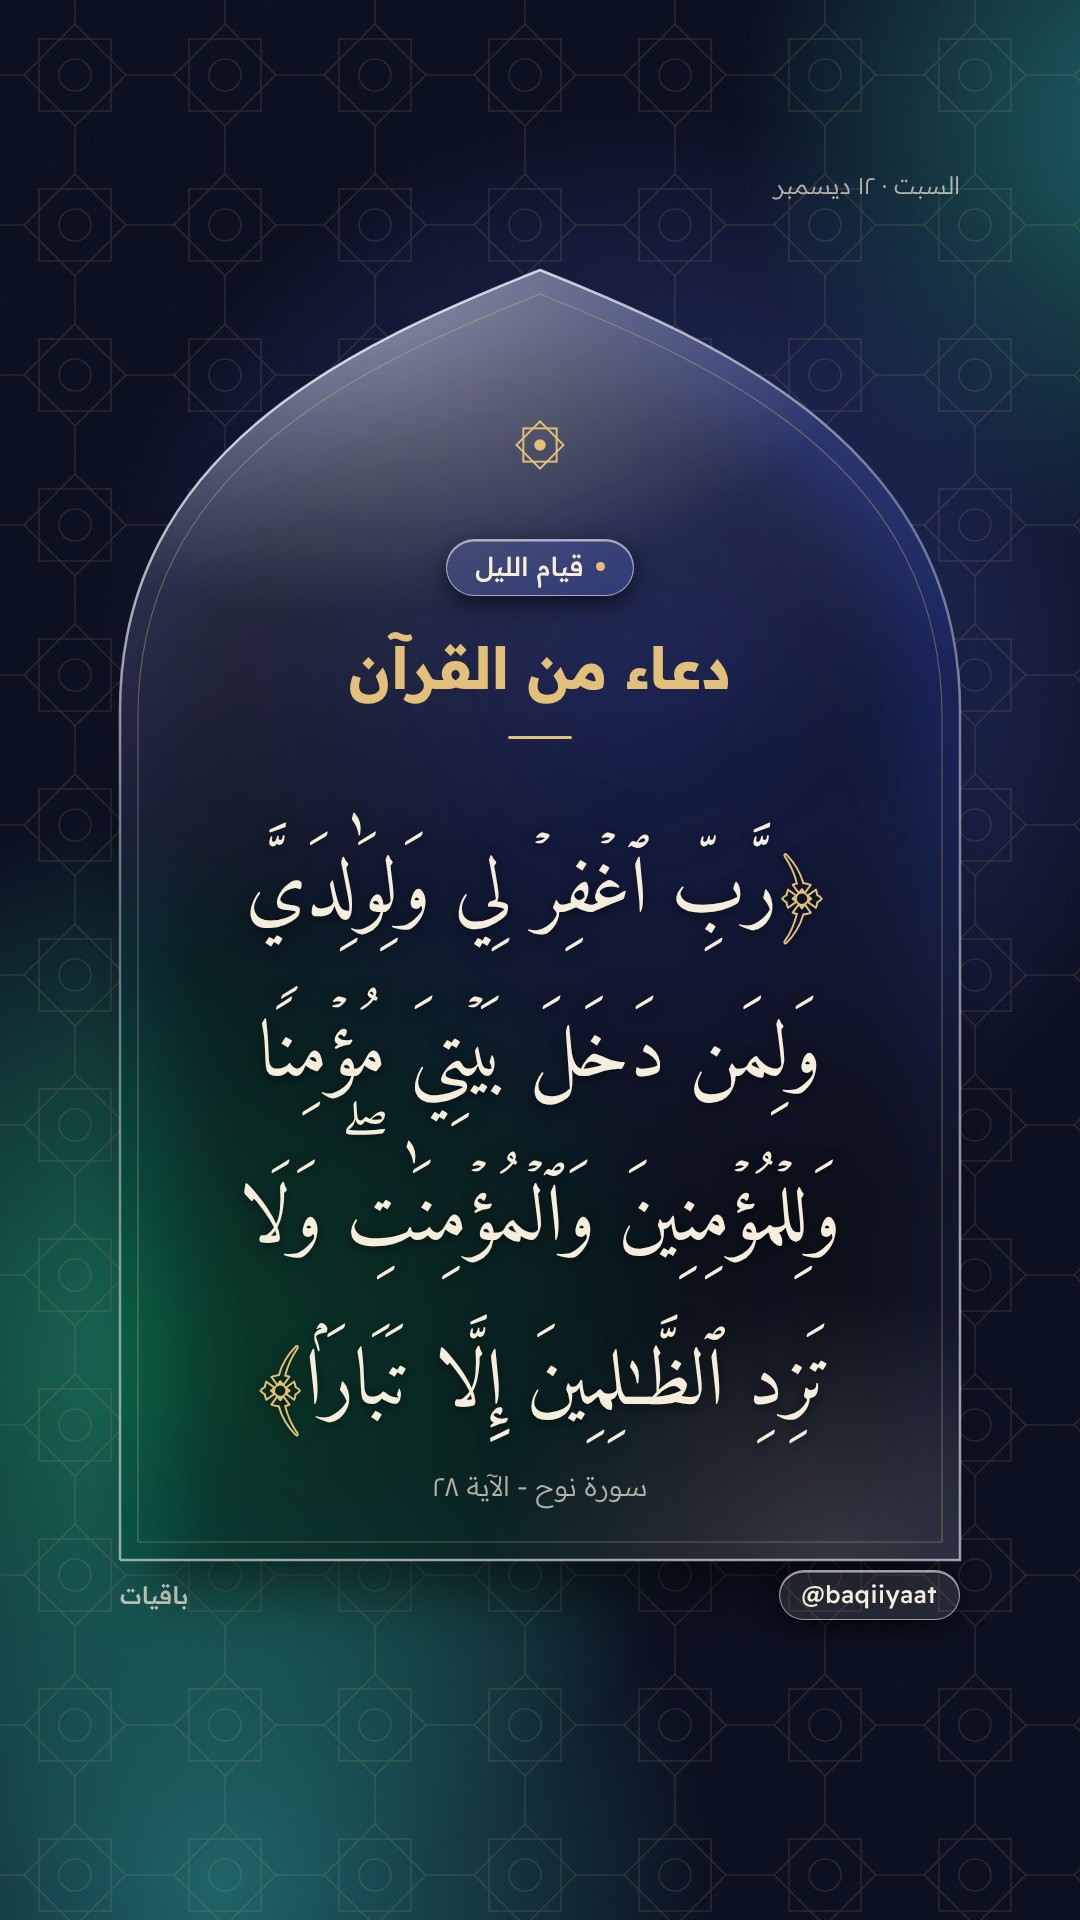 السبت · ١٢ ديسمبر
قيام الليل
دعاء من القرآن
﴿رَّبِّ ٱغۡفِرۡ لِي وَلِوَٰلِدَيَّ
وَلِمَن دَخَلَ بَيۡتِيَ مُؤۡمِنٗاۖ
وَلِلۡمُؤۡمِنِينَ وَٱلۡمُؤۡمِنَٰتِۖ وَلَا
تَزِدِ ٱلظَّٰلِمِينَ إِلَّا تَبَارَۢا﴾
سورة نوح - الآية ٢٨
@baqiiyaat
باقيات